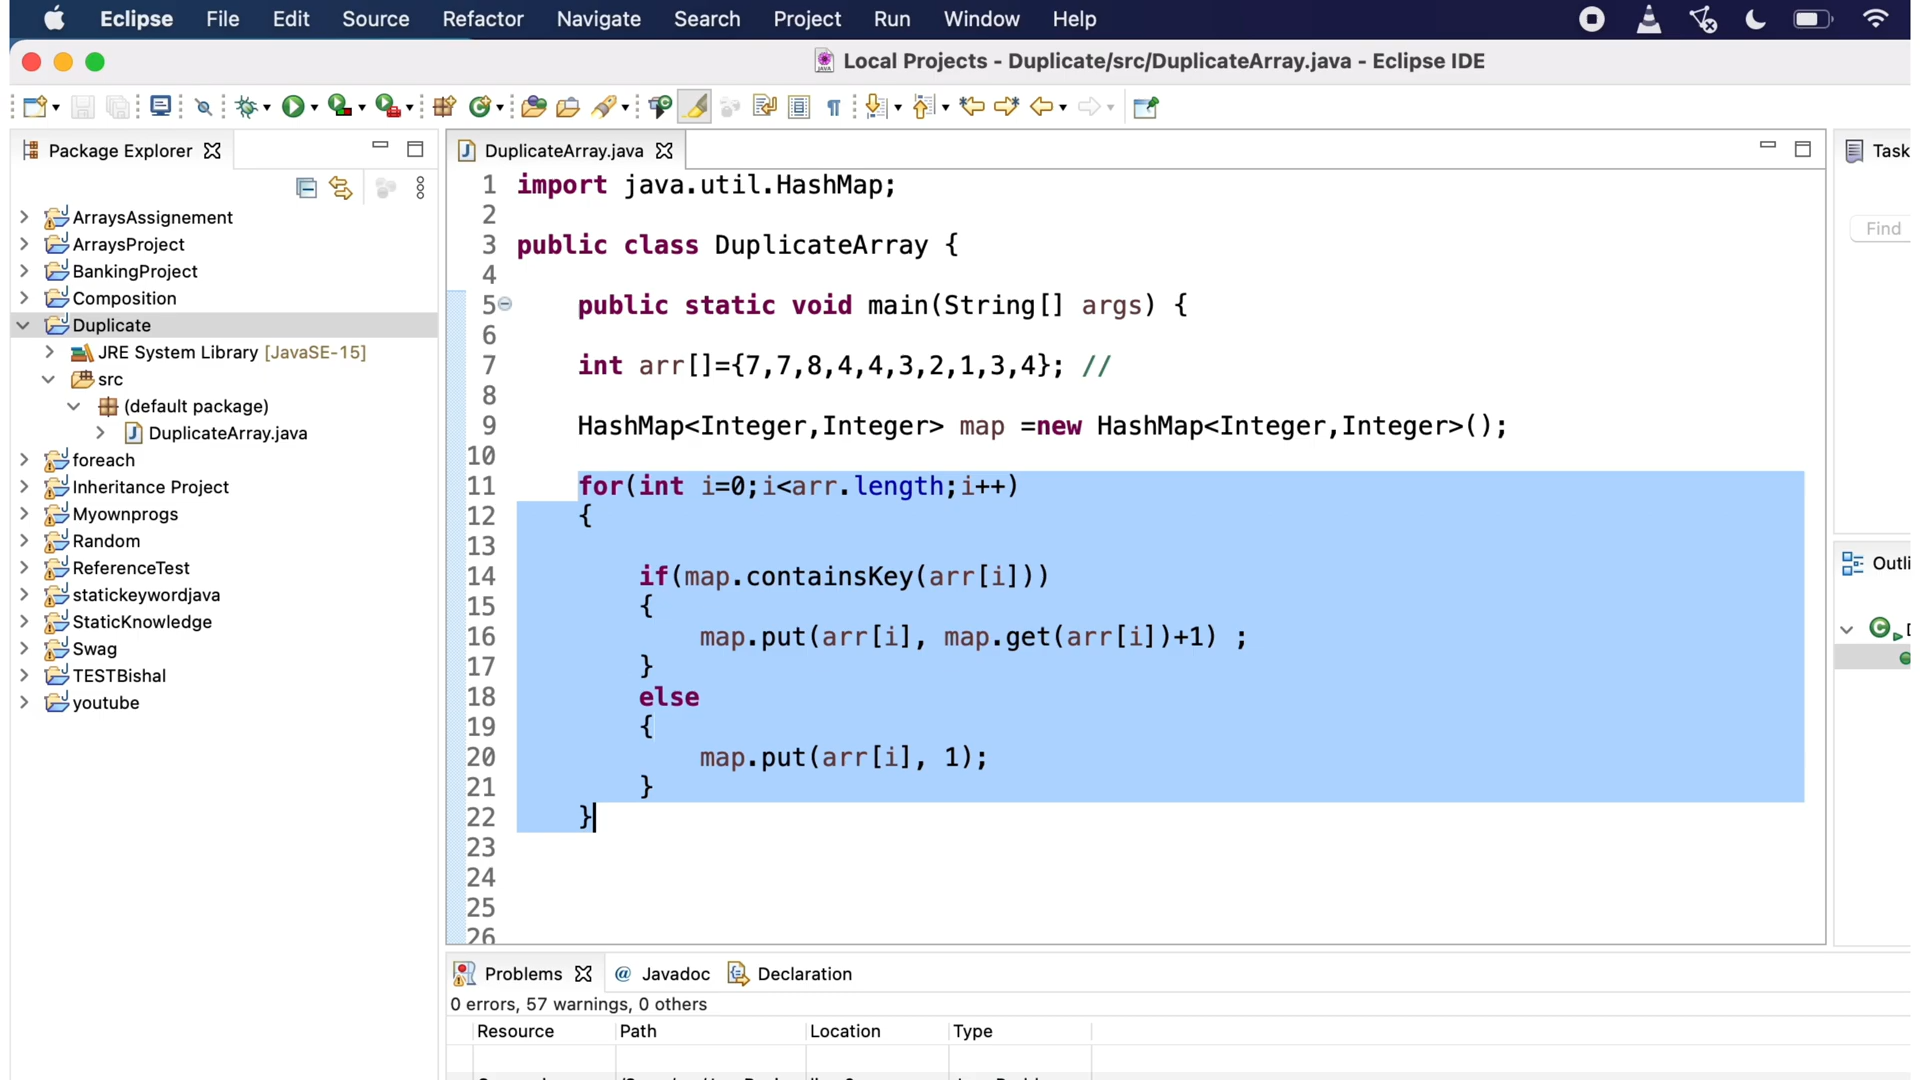 Eclipse File Edit Source Refactor Navigate Search Project Run Window Help
Local Projects - Duplicate/src/DuplicateArray.java - Eclipse IDE
Package Explorer
ArraysAssignement
ArraysProject
BankingProject
Composition
Duplicate
JRE System Library [JavaSE-15]
src
(default package)
DuplicateArray.java
foreach
Inheritance Project
Myownprogs
Random
ReferenceTest
statickeywordjava
StaticKnowledge
Swag
TESTBishal
youtube
DuplicateArray.java
1 import java.util.HashMap;
2
3 public class DuplicateArray {
4
5 public static void main(String[] args) {
6
7 int arr[]={7,7,8,4,4,3,2,1,3,4}; //
8
9 HashMap<Integer,Integer> map =new HashMap<Integer,Integer>();
10
11 for(int i=0;i<arr.length;i++)
12 {
13
14 if(map.containsKey(arr[i]))
15 {
16 map.put(arr[i], map.get(arr[i])+1) ;
17 }
18 else
19 {
20 map.put(arr[i], 1);
21 }
22 }
23
24
25
26
Task
Find
Outli
Problems Javadoc Declaration
0 errors, 57 warnings, 0 others
Resource Path Location Type